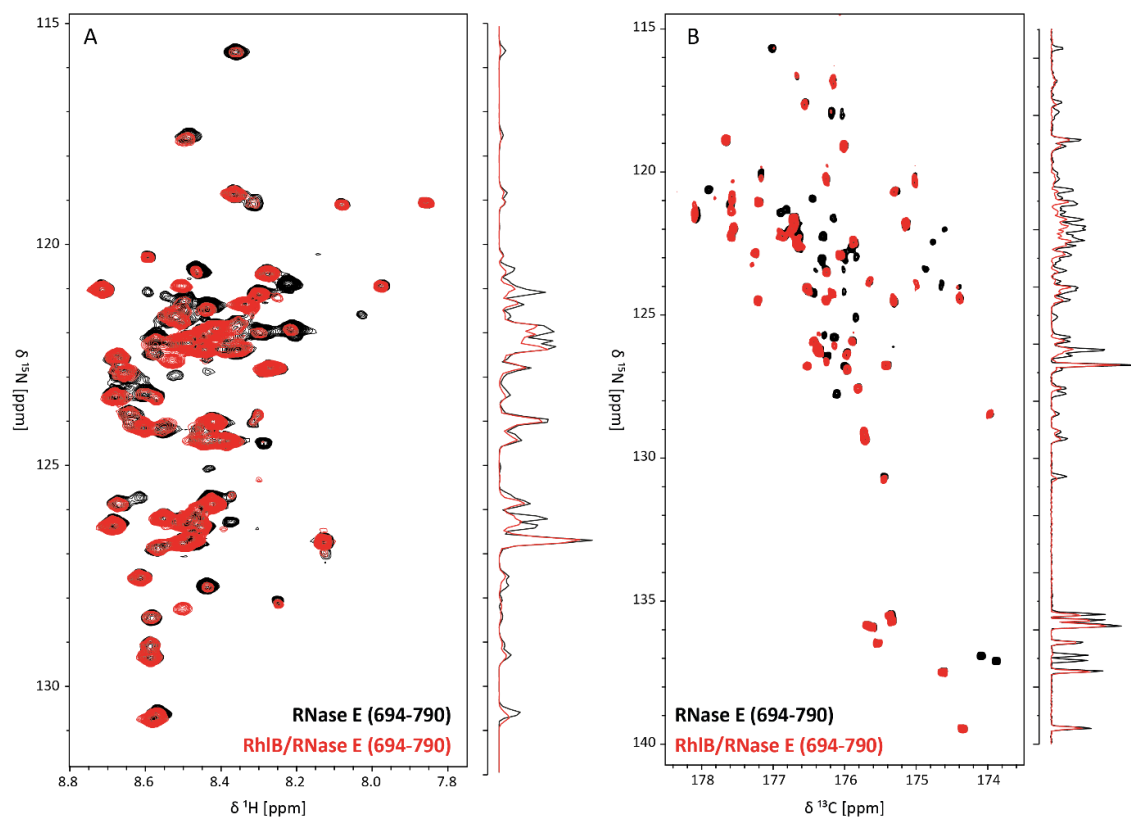 A
115
120
125
130
δ ¹⁵N [ppm]
RNase E (694-790)
RhlB/RNase E (694-790)
8.8
8.6
8.4
8.2
8.0
7.8
δ ¹H [ppm]
B
115
120
125
130
135
140
δ ¹⁵N [ppm]
RNase E (694-790)
RhlB/RNase E (694-790)
178
177
176
175
174
δ ¹³C [ppm]